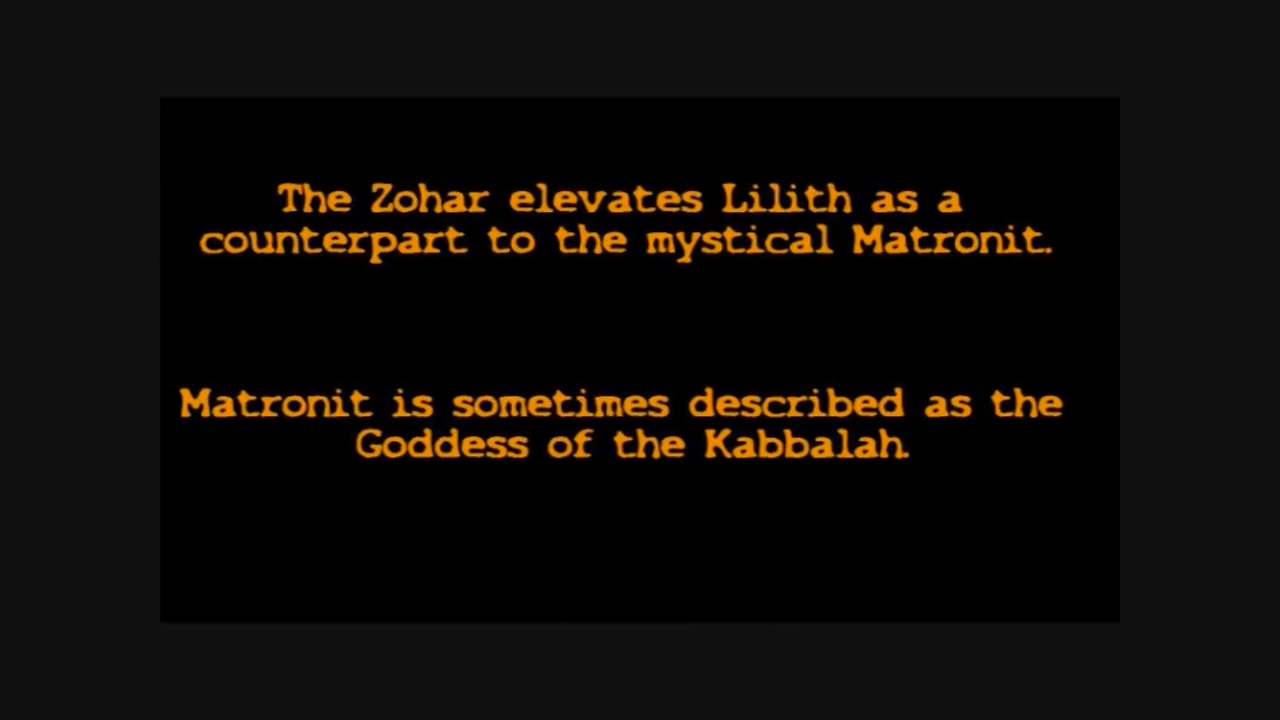 The Zohar elevates Lilith as a
counterpart to the mystical Matronit.
Matronit is sometimes described as the
Goddess of the Kabbalah.